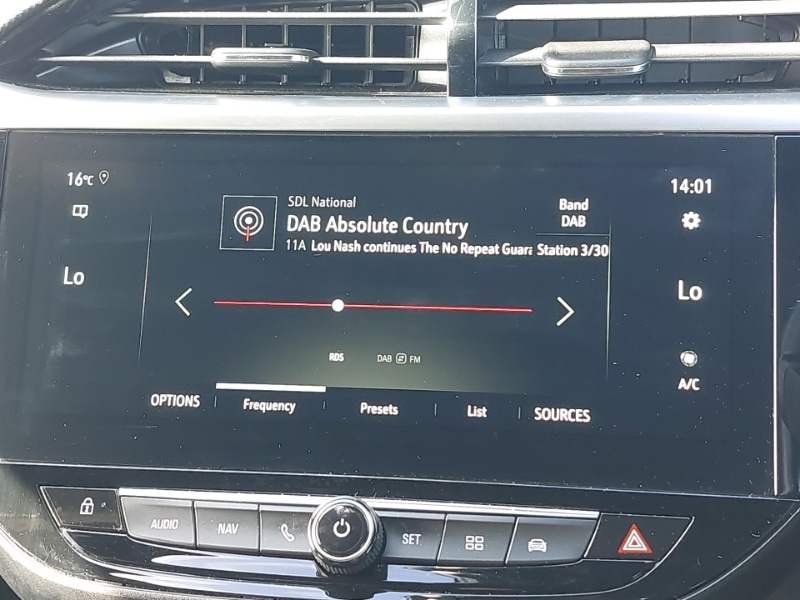 16°C
14:01
SDL National
Band
DAB Absolute Country
DAB
11A Lou Nash continues The No Repeat Guar
Station 3/30
Lo
Lo
RDS
DAB FM
A/C
OPTIONS
Frequency
Presets
List
SOURCES
AUDIO
NAV
SET